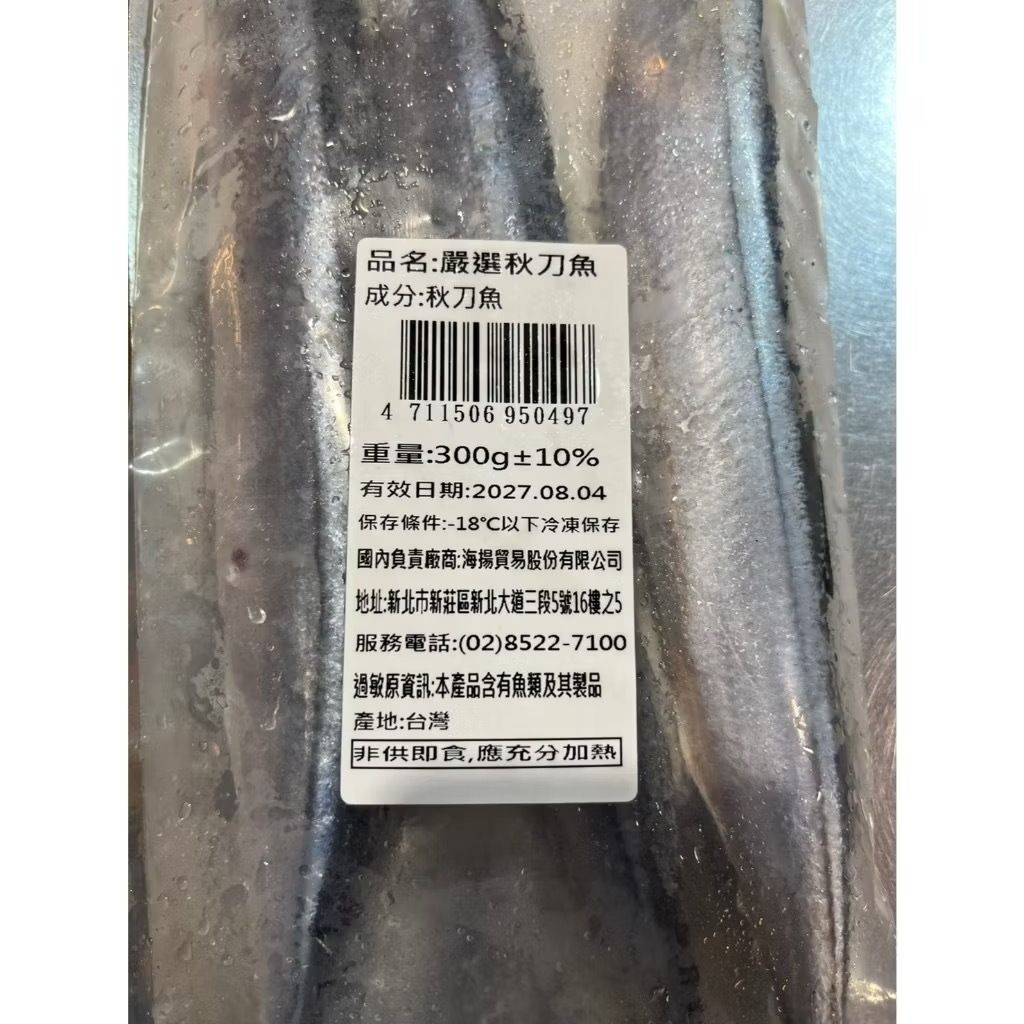 品名:嚴選秋刀魚
成分:秋刀魚
4 711506 950497
重量:300g±10%
有效日期:2027.08.04
保存條件:-18℃以下冷凍保存
國內負責廠商:海揚貿易股份有限公司
地址:新北市新莊區新北大道三段5號16樓之5
服務電話:(02)8522-7100
過敏原資訊:本產品含有魚類及其製品
產地:台灣
非供即食,應充分加熱